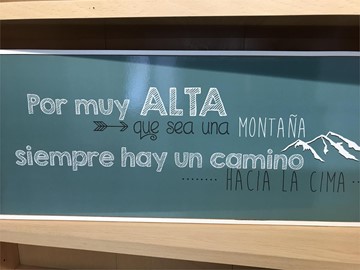 Por muy ALTA
que sea una MONTAÑA
siempre hay un camino
HACIA LA CIMA